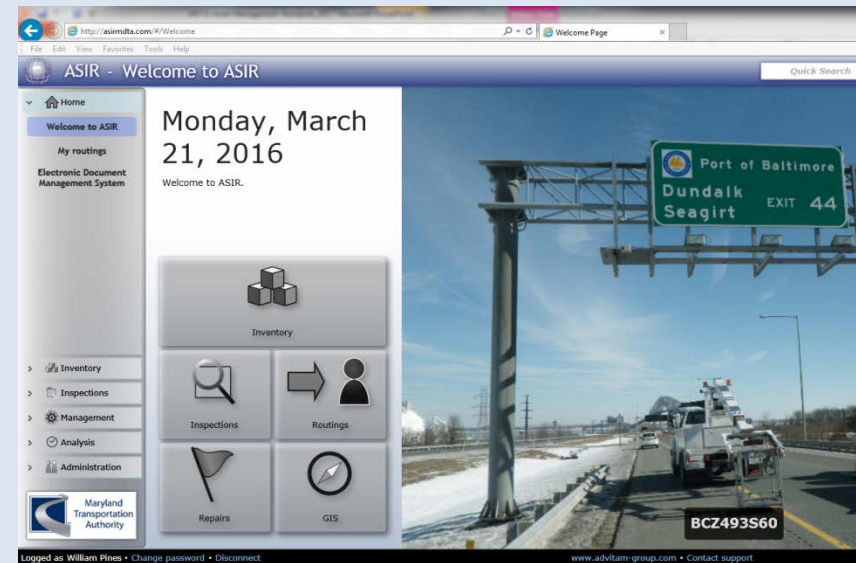 http://asirmdta.com/#/Welcome
Welcome Page
File Edit View Favorites Tools Help
ASIR - Welcome to ASIR
Quick Search
Home
Welcome to ASIR
My routings
Electronic Document
Management System
Inventory
Inspections
Management
Analysis
Administration
Maryland
Transportation
Authority
Monday, March
21, 2016
Welcome to ASIR.
Inventory
Inspections
Routings
Repairs
GIS
Port of Baltimore
Dundalk
Seagirt
EXIT 44
BCZ493S60
Logged as William Pines • Change password • Disconnect
www.advitam-group.com • Contact support